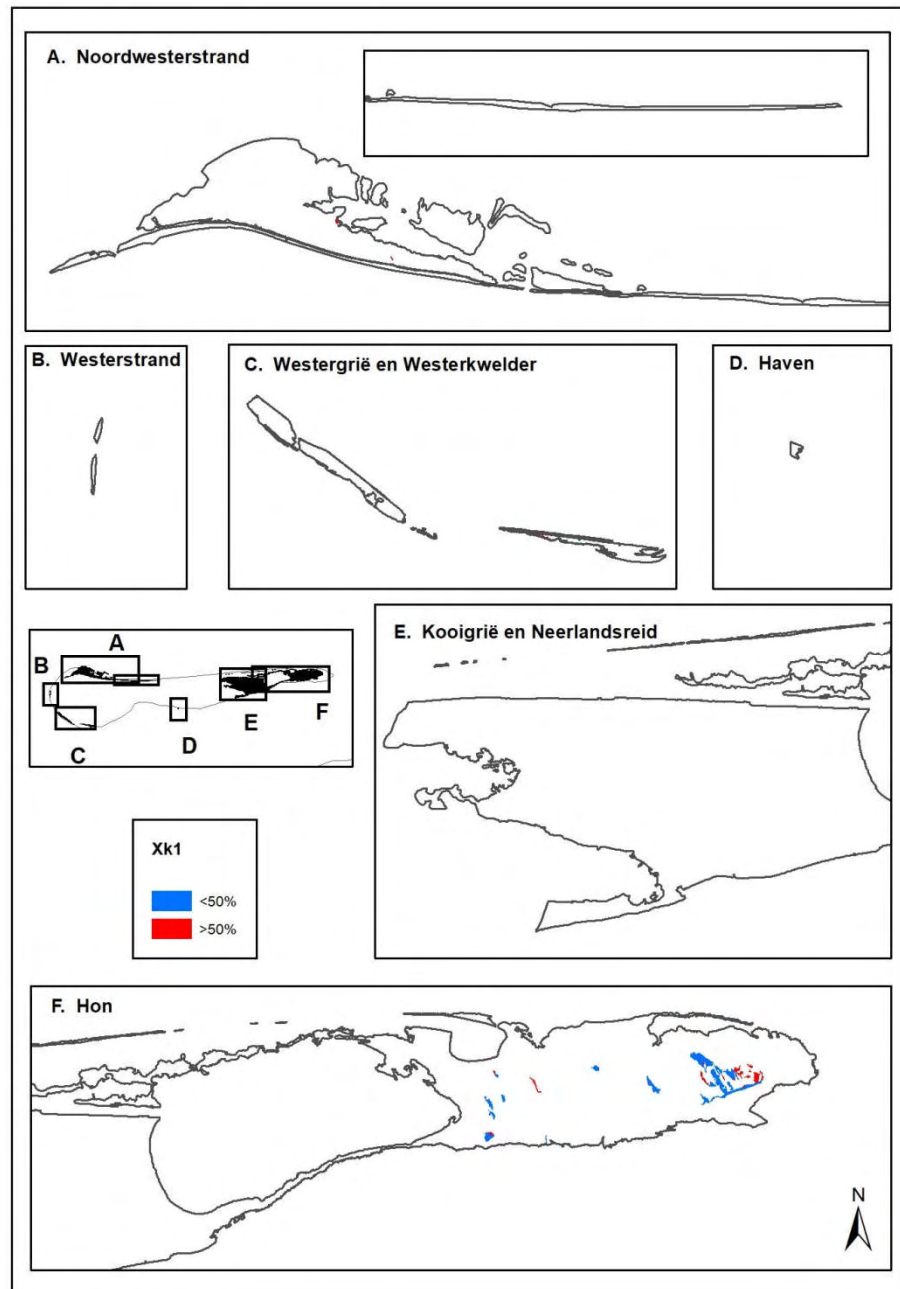 A. Noordwesterstrand
B. Westerstrand
C. Westergrië en Westerkwelder
D. Haven
A
B
C
D
E
F
E. Kooigrië en Neerlandsreid
Xk1
<50%
>50%
F. Hon
N